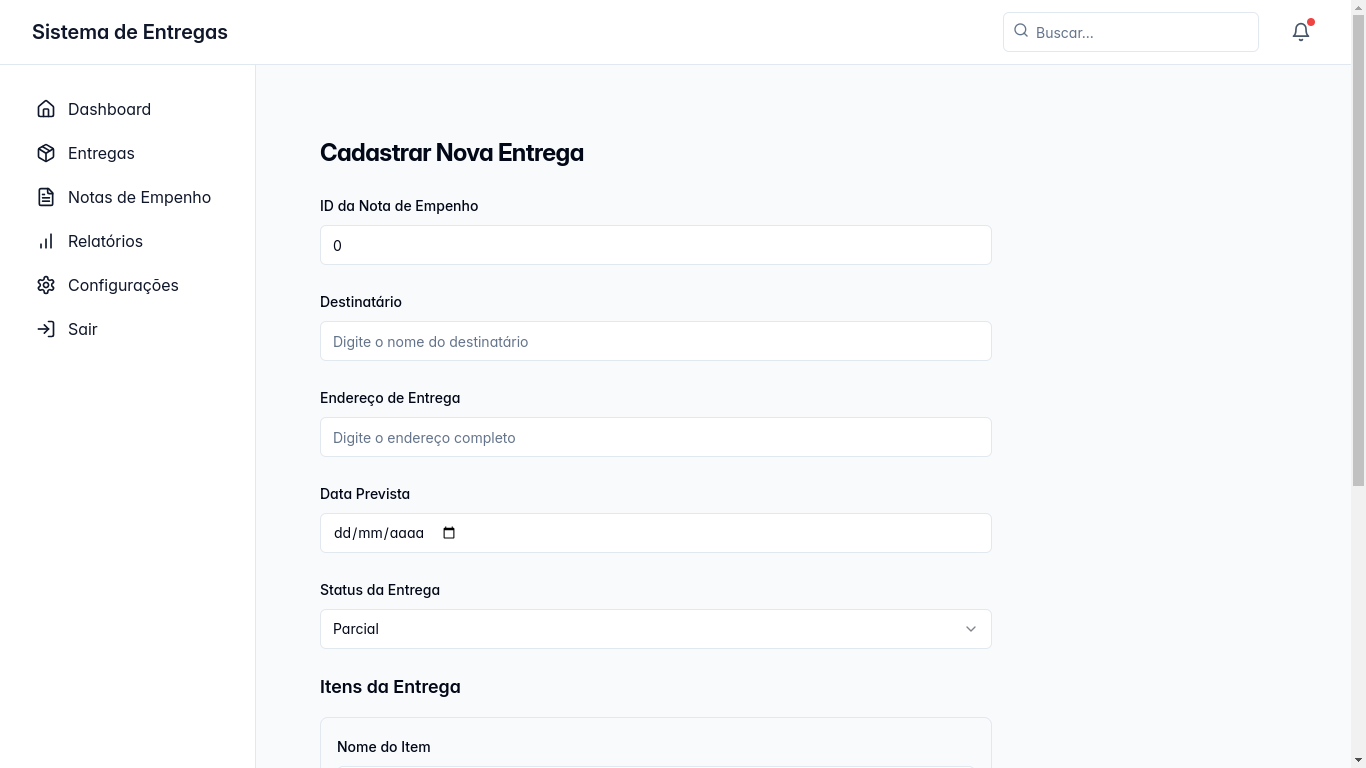 Sistema de Entregas
Buscar...
Dashboard
Entregas
Notas de Empenho
Relatórios
Configurações
Sair
Cadastrar Nova Entrega
ID da Nota de Empenho
0
Destinatário
Digite o nome do destinatário
Endereço de Entrega
Digite o endereço completo
Data Prevista
dd/mm/aaaa
Status da Entrega
Parcial
Itens da Entrega
Nome do Item